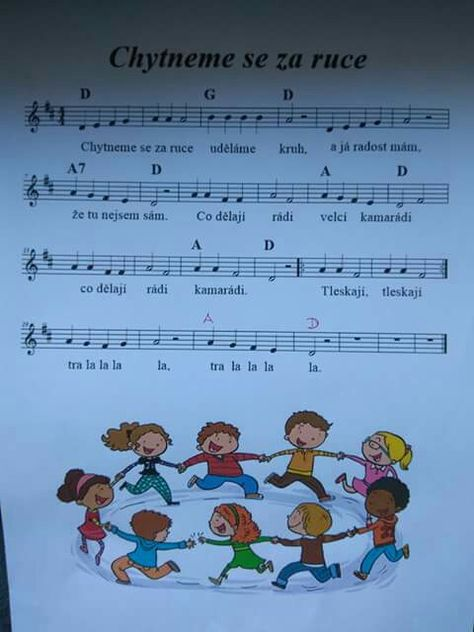 Chytneme se za ruce
D G D
Chytneme se za ruce uděláme kruh, a já radost mám,
A7 D A D
že tu nejsem sám. Co dělají rádi velcí kamarádi
A D
co dělají rádi kamarádi. Tleskají, tleskají
A D
tra la la la la, tra la la la la.